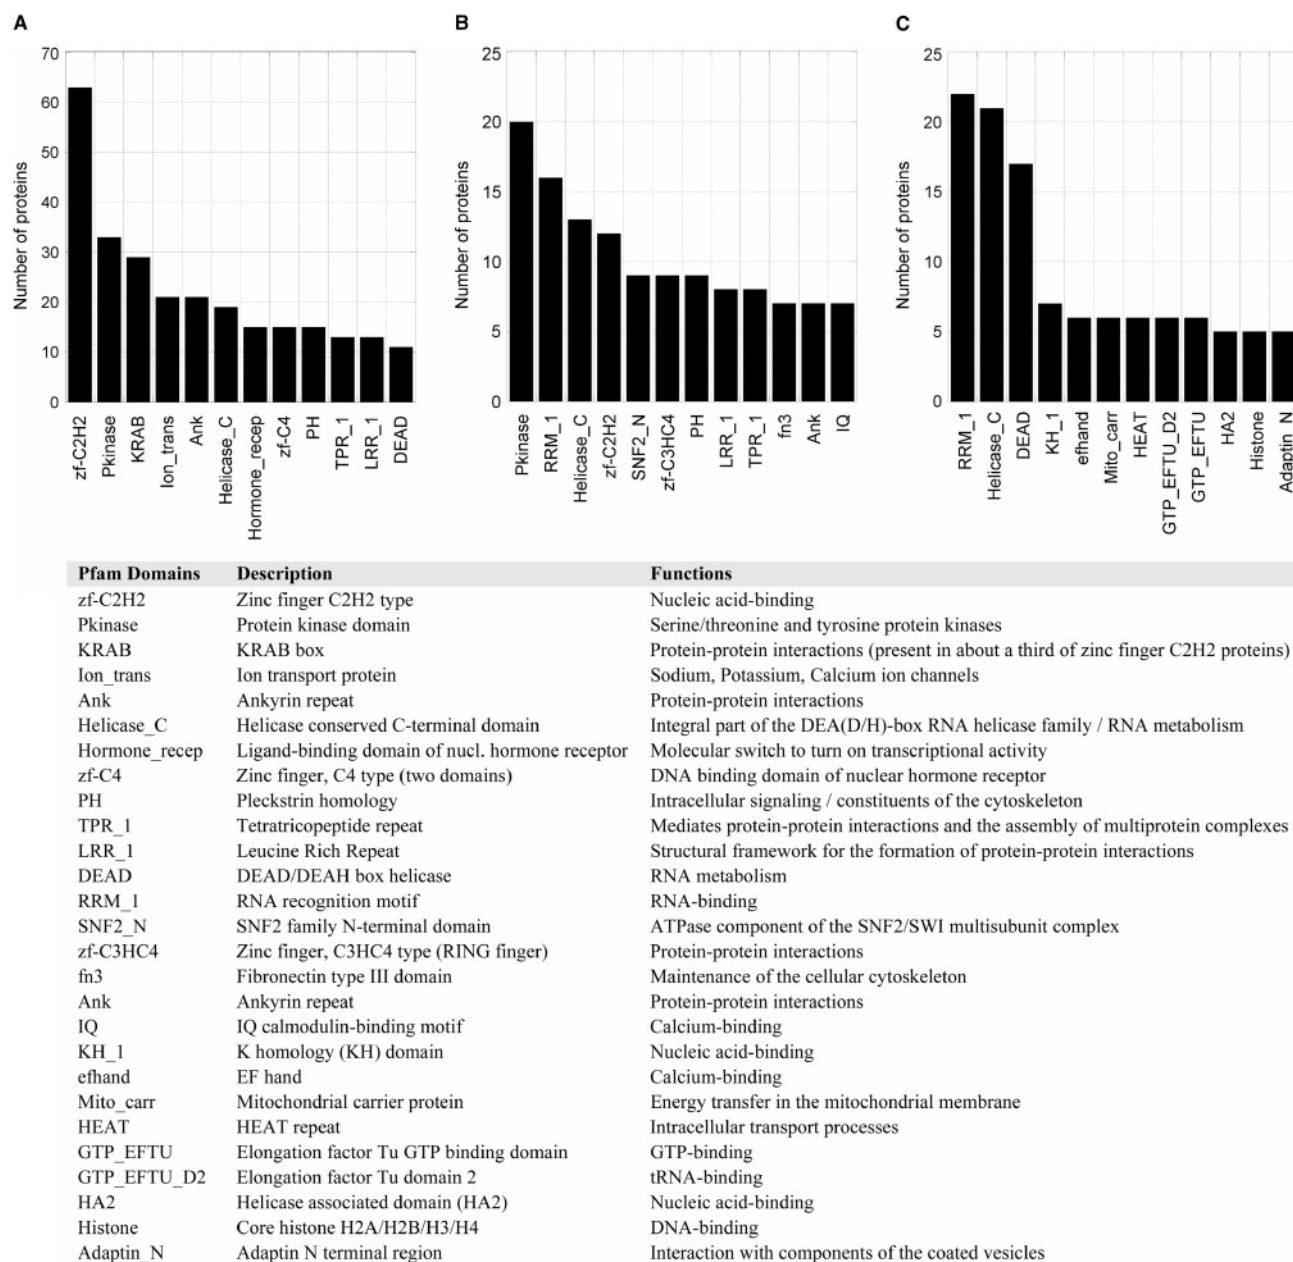 A
B
C
Number of proteins
70
60
50
40
30
20
10
0
zf-C2H2
Pkinase
KRAB
Ion_trans
Ank
Helicase_C
Hormone_recep
zf-C4
PH
TPR_1
LRR_1
DEAD
Number of proteins
25
20
15
10
5
0
Pkinase
RRM_1
Helicase_C
zf-C2H2
SNF2_N
zf-C3HC4
PH
LRR_1
TPR_1
fn3
Ank
IQ
Number of proteins
25
20
15
10
5
0
RRM_1
Helicase_C
DEAD
KH_1
efhand
Mito_carr
HEAT
GTP_EFTU_D2
GTP_EFTU
HA2
Histone
Adaptin_N
Pfam Domains Description Functions
zf-C2H2 Zinc finger C2H2 type Nucleic acid-binding
Pkinase Protein kinase domain Serine/threonine and tyrosine protein kinases
KRAB KRAB box Protein-protein interactions (present in about a third of zinc finger C2H2 proteins)
Ion_trans Ion transport protein Sodium, Potassium, Calcium ion channels
Ank Ankyrin repeat Protein-protein interactions
Helicase_C Helicase conserved C-terminal domain Integral part of the DEA(D/H)-box RNA helicase family / RNA metabolism
Hormone_recep Ligand-binding domain of nucl. hormone receptor Molecular switch to turn on transcriptional activity
zf-C4 Zinc finger, C4 type (two domains) DNA binding domain of nuclear hormone receptor
PH Pleckstrin homology Intracellular signaling / constituents of the cytoskeleton
TPR_1 Tetratricopeptide repeat Mediates protein-protein interactions and the assembly of multiprotein complexes
LRR_1 Leucine Rich Repeat Structural framework for the formation of protein-protein interactions
DEAD DEAD/DEAH box helicase RNA metabolism
RRM_1 RNA recognition motif RNA-binding
SNF2_N SNF2 family N-terminal domain ATPase component of the SNF2/SWI multisubunit complex
zf-C3HC4 Zinc finger, C3HC4 type (RING finger) Protein-protein interactions
fn3 Fibronectin type III domain Maintenance of the cellular cytoskeleton
Ank Ankyrin repeat Protein-protein interactions
IQ IQ calmodulin-binding motif Calcium-binding
KH_1 K homology (KH) domain Nucleic acid-binding
efhand EF hand Calcium-binding
Mito_carr Mitochondrial carrier protein Energy transfer in the mitochondrial membrane
HEAT HEAT repeat Intracellular transport processes
GTP_EFTU Elongation factor Tu GTP binding domain GTP-binding
GTP_EFTU_D2 Elongation factor Tu domain 2 tRNA-binding
HA2 Helicase associated domain (HA2) Nucleic acid-binding
Histone Core histone H2A/H2B/H3/H4 DNA-binding
Adaptin_N Adaptin N terminal region Interaction with components of the coated vesicles